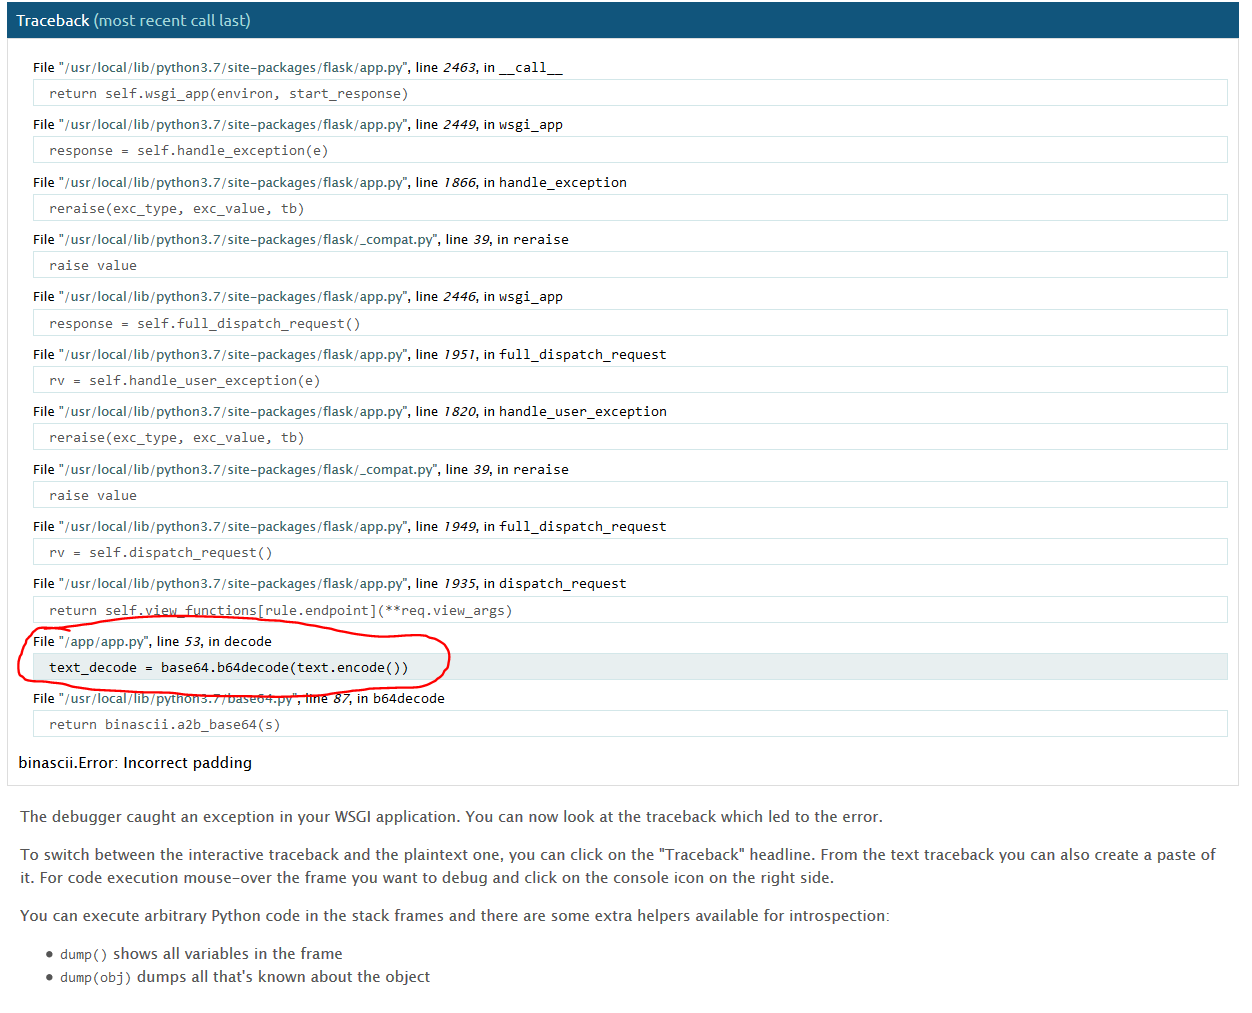 Traceback (most recent call last)
File "/usr/local/lib/python3.7/site-packages/flask/app.py", line 2463, in __call__
return self.wsgi_app(environ, start_response)
File "/usr/local/lib/python3.7/site-packages/flask/app.py", line 2449, in wsgi_app
response = self.handle_exception(e)
File "/usr/local/lib/python3.7/site-packages/flask/app.py", line 1866, in handle_exception
reraise(exc_type, exc_value, tb)
File "/usr/local/lib/python3.7/site-packages/flask/_compat.py", line 39, in reraise
raise value
File "/usr/local/lib/python3.7/site-packages/flask/app.py", line 2446, in wsgi_app
response = self.full_dispatch_request()
File "/usr/local/lib/python3.7/site-packages/flask/app.py", line 1951, in full_dispatch_request
rv = self.handle_user_exception(e)
File "/usr/local/lib/python3.7/site-packages/flask/app.py", line 1820, in handle_user_exception
reraise(exc_type, exc_value, tb)
File "/usr/local/lib/python3.7/site-packages/flask/_compat.py", line 39, in reraise
raise value
File "/usr/local/lib/python3.7/site-packages/flask/app.py", line 1949, in full_dispatch_request
rv = self.dispatch_request()
File "/usr/local/lib/python3.7/site-packages/flask/app.py", line 1935, in dispatch_request
return self.view_functions[rule.endpoint](**req.view_args)
File "/app/app.py", line 53, in decode
text_decode = base64.b64decode(text.encode())
File "/usr/local/lib/python3.7/base64.py", line 87, in b64decode
return binascii.a2b_base64(s)
binascii.Error: Incorrect padding
The debugger caught an exception in your WSGI application. You can now look at the traceback which led to the error.
To switch between the interactive traceback and the plaintext one, you can click on the "Traceback" headline. From the text traceback you can also create a paste of
it. For code execution mouse-over the frame you want to debug and click on the console icon on the right side.
You can execute arbitrary Python code in the stack frames and there are some extra helpers available for introspection:
• dump() shows all variables in the frame
• dump(obj) dumps all that's known about the object